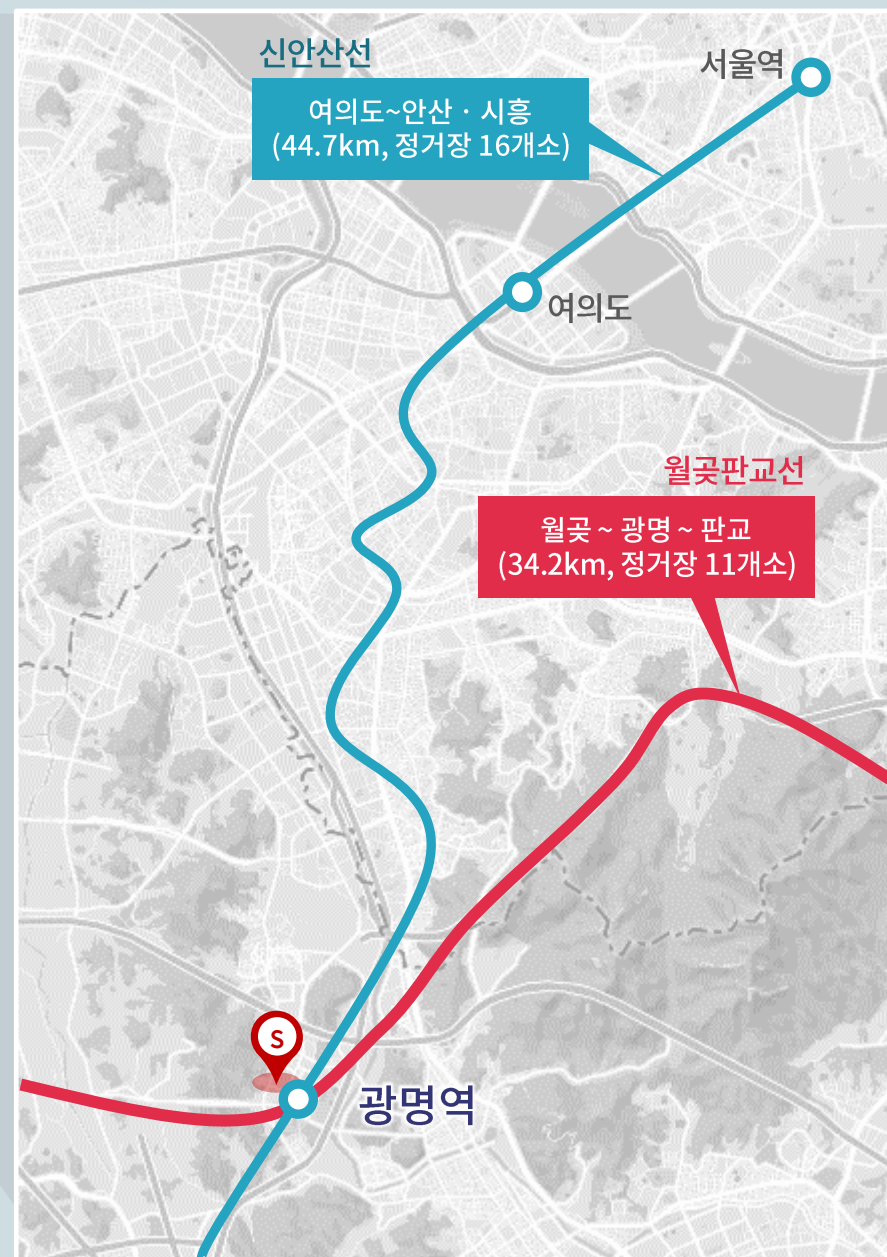 신안산선
여의도~안산 · 시흥
(44.7km, 정거장 16개소)
서울역
여의도
월곶판교선
월곶 ~ 광명 ~ 판교
(34.2km, 정거장 11개소)
S
광명역